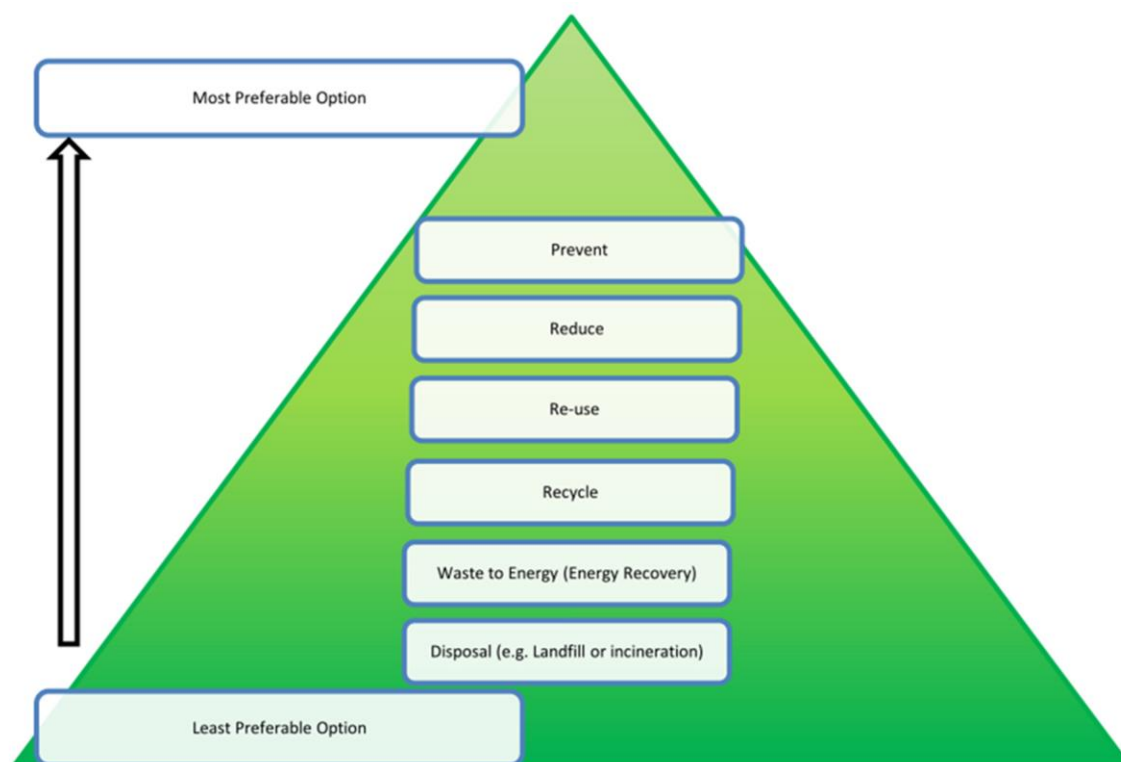 Most Preferable Option
Prevent
Reduce
Re-use
Recycle
Waste to Energy (Energy Recovery)
Disposal (e.g. Landfill or incineration)
Least Preferable Option